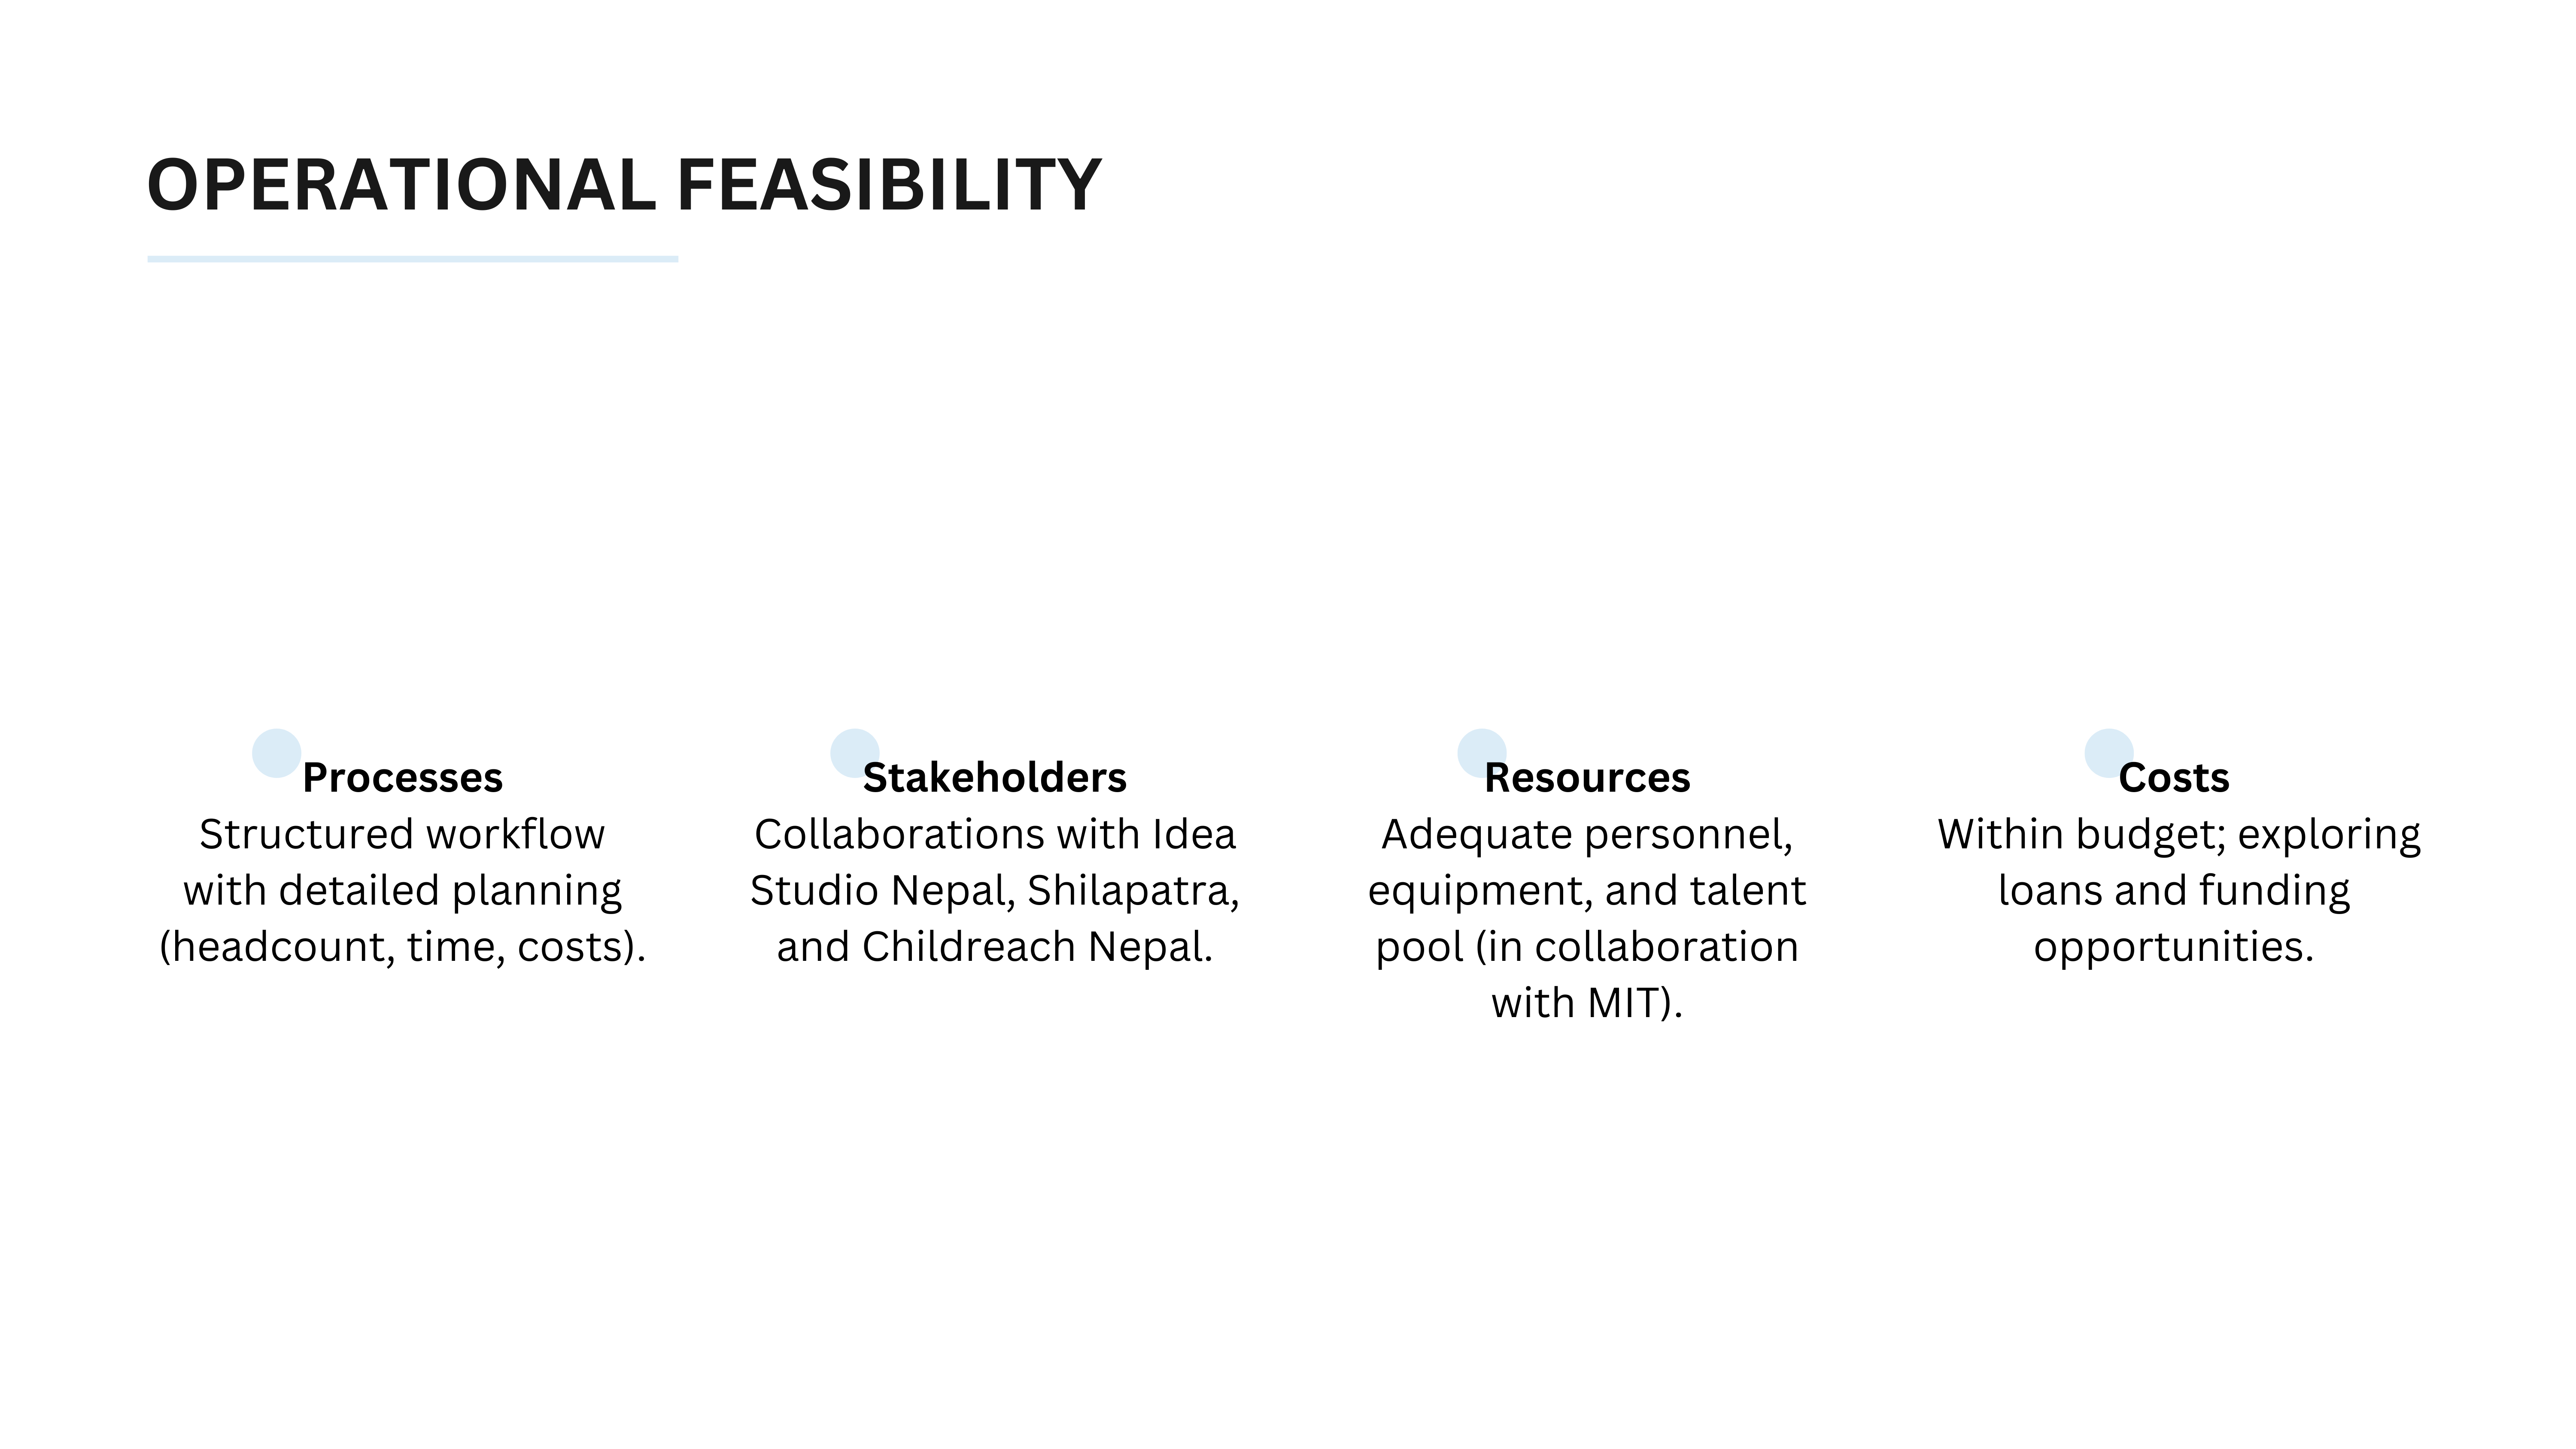 OPERATIONAL FEASIBILITY
Processes
Structured workflow
with detailed planning
(headcount, time, costs).
Stakeholders
Collaborations with Idea
Studio Nepal, Shilapatra,
and Childreach Nepal.
Resources
Adequate personnel,
equipment, and talent
pool (in collaboration
with MIT).
Costs
Within budget; exploring
loans and funding
opportunities.